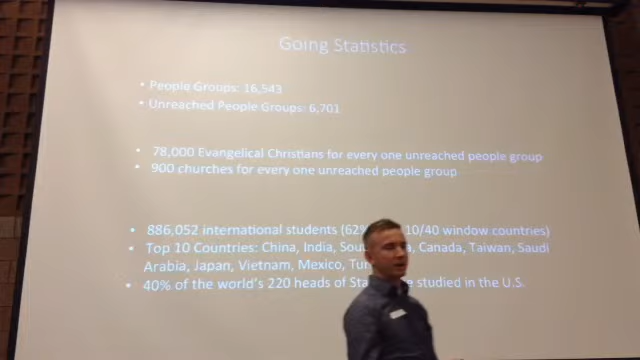 Going Statistics
• People Groups: 16,543
• Unreached People Groups: 6,701
• 78,000 Evangelical Christians for every one unreached people group
• 900 churches for every one unreached people group
• 886,052 international students (62% 10/40 window countries)
• Top 10 Countries: China, India, Canada, Taiwan, Saudi
Arabia, Japan, Vietnam, Mexico,
• 40% of the world's 220 heads of studied in the U.S.